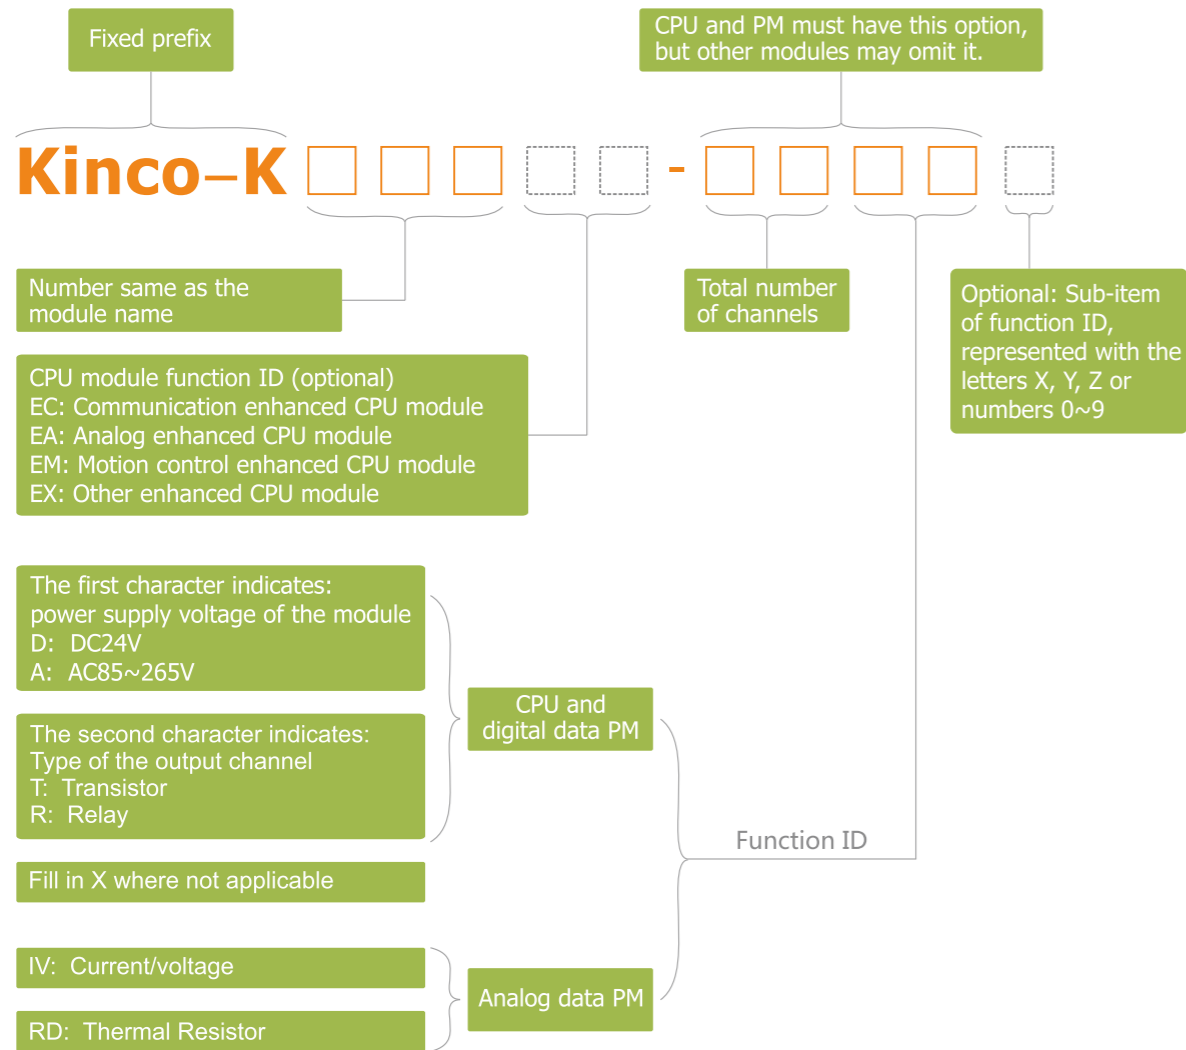 Fixed prefix
CPU and PM must have this option,
but other modules may omit it.
Kinco–K -
Number same as the
module name
Total number
of channels
Optional: Sub-item
of function ID,
represented with the
letters X, Y, Z or
numbers 0~9
CPU module function ID (optional)
EC: Communication enhanced CPU module
EA: Analog enhanced CPU module
EM: Motion control enhanced CPU module
EX: Other enhanced CPU module
The first character indicates:
power supply voltage of the module
D: DC24V
A: AC85~265V
CPU and
digital data PM
The second character indicates:
Type of the output channel
T: Transistor
R: Relay
Function ID
Fill in X where not applicable
IV: Current/voltage
Analog data PM
RD: Thermal Resistor